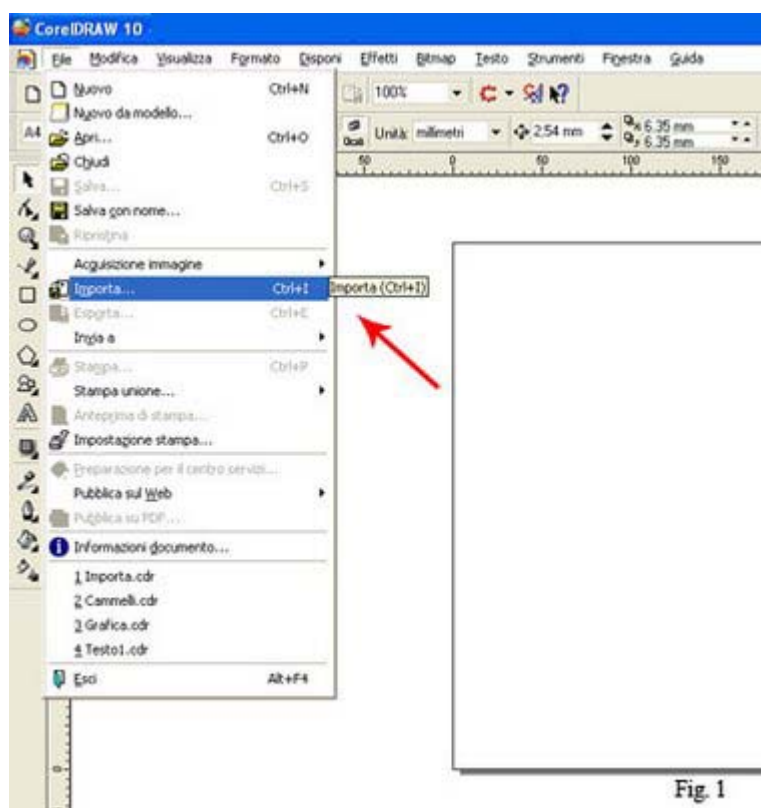 CorelDRAW 10
File Modifica Visualizza Formato Disponi Effetti Bitmap Testo Strumenti Finestra Guida
100%
A4 Unità: millimetri 2.54 mm x 6.35 mm
y 6.35 mm
50 0 50 100 150
Nuovo Ctrl+N
Nuovo da modello...
Apri... Ctrl+O
Chiudi
Salva... Ctrl+S
Salva con nome...
Ripristina
Acquisizione immagine
Importa... Ctrl+I Importa (Ctrl+I)
Esporta... Ctrl+E
Invia a
Stampa... Ctrl+P
Stampa unione...
Anteprima di stampa...
Impostazione stampa...
Preparazione per il centro servizi...
Pubblica sul Web
Pubblica su PDF...
Informazioni documento...
1 Importa.cdr
2 Cammelli.cdr
3 Grafica.cdr
4 Testo1.cdr
Esci Alt+F4
0
Fig. 1